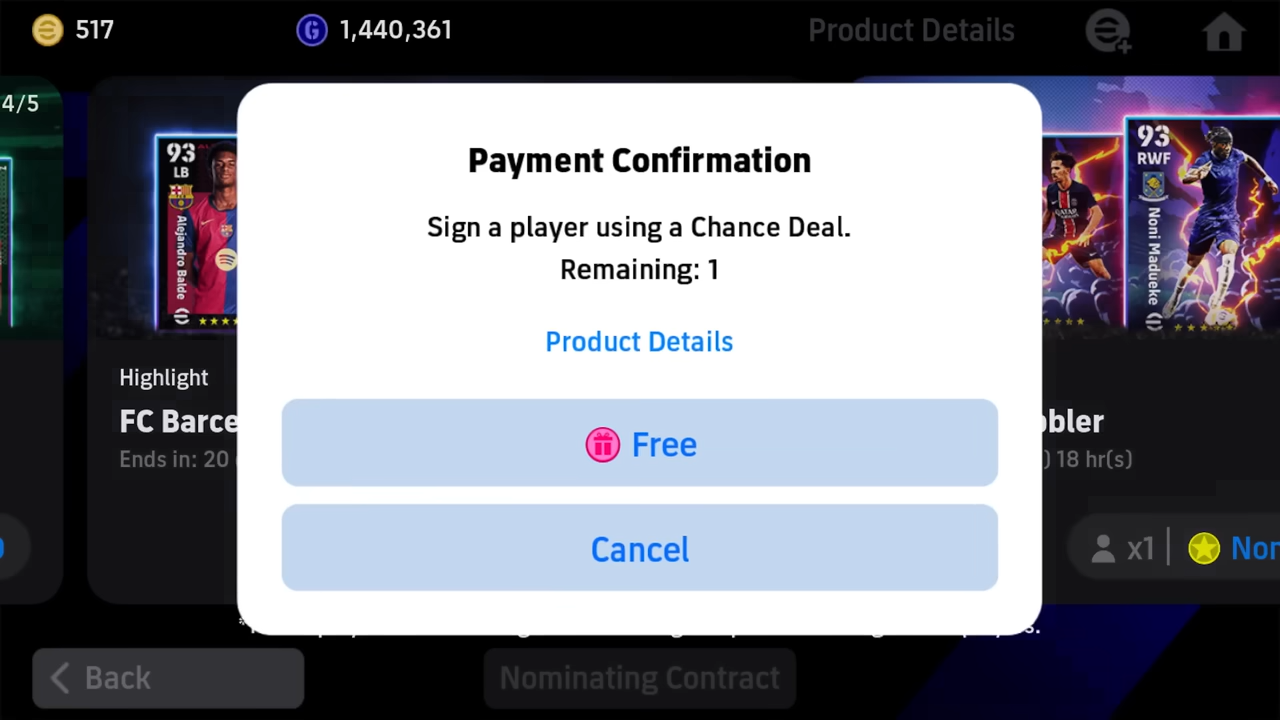 517
1,440,361
Product Details
4/5
93
LB
Alejandro Balde
93
RWF
Noni Madueke
Payment Confirmation
Sign a player using a Chance Deal.
Remaining: 1
Product Details
Free
Cancel
Highlight
FC Barce
Ends in: 20
bbler
) 18 hr(s)
x1
Non
Back
Nominating Contract